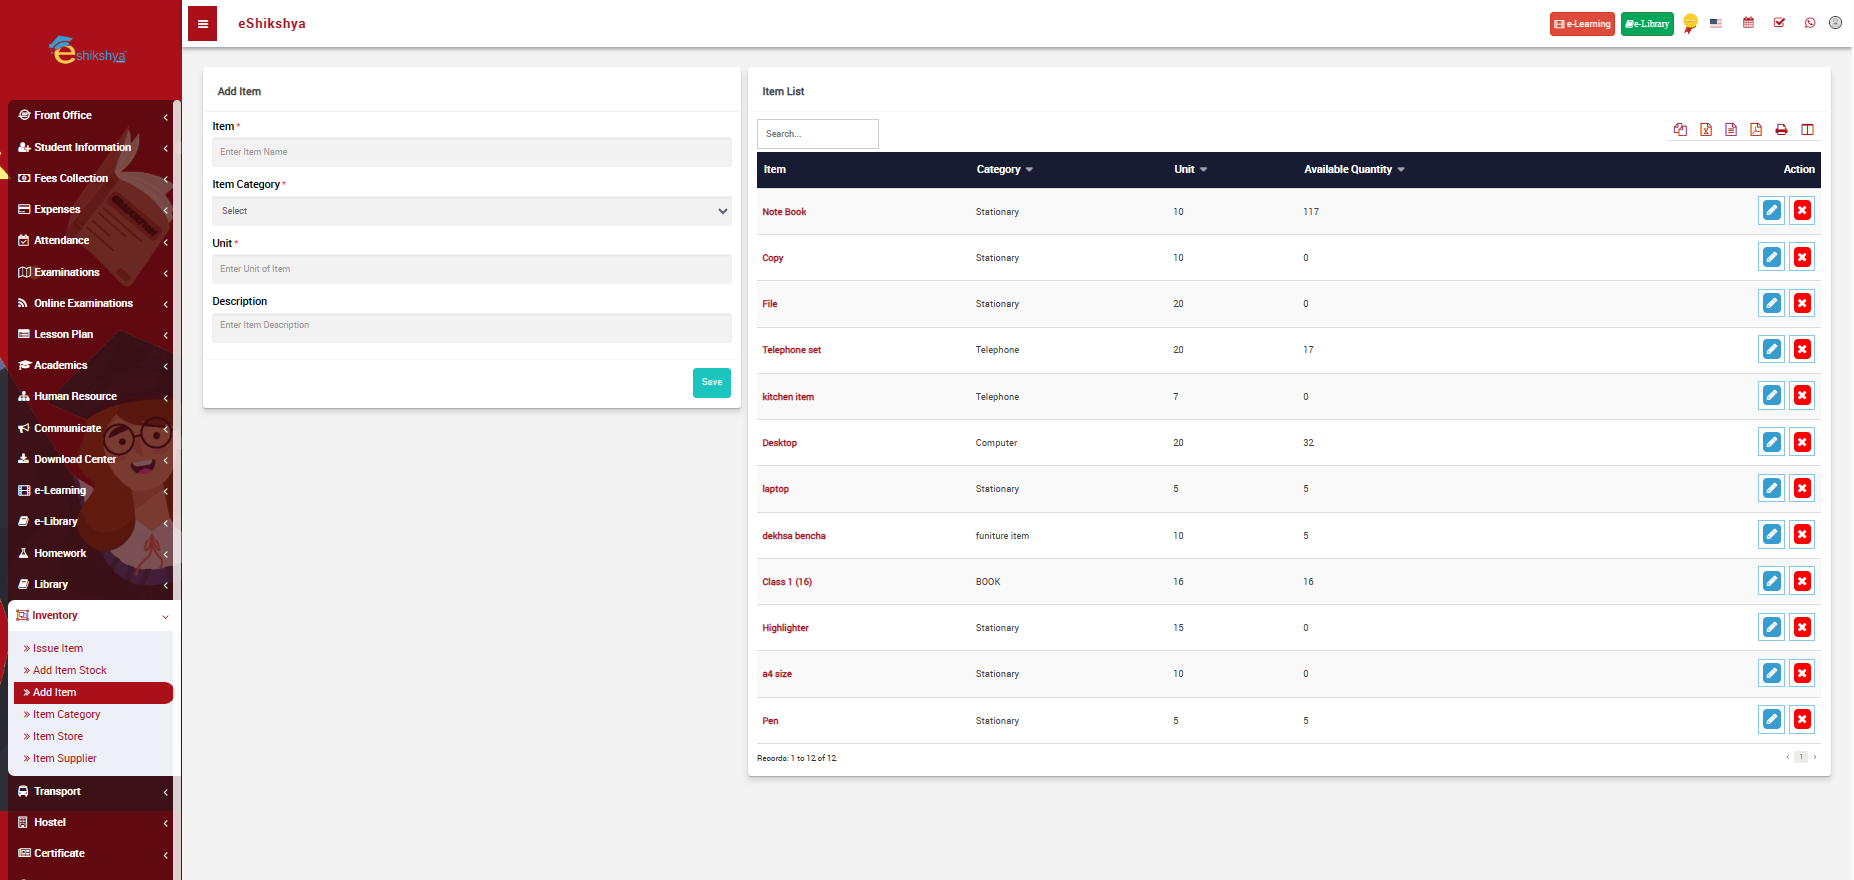 eshikshya
eShikshya
e-Learning
e-Library
Front Office
Student Information
Fees Collection
Expenses
Attendance
Examinations
Online Examinations
Lesson Plan
Academics
Human Resource
Communicate
Download Center
e-Learning
e-Library
Homework
Library
Inventory
» Issue Item
» Add Item Stock
» Add Item
» Item Category
» Item Store
» Item Supplier
Transport
Hostel
Certificate
Add Item
Item *
Enter Item Name
Item Category *
Select
Unit *
Enter Unit of Item
Description
Enter Item Description
Save
Item List
Search...
Item Category Unit Available Quantity Action
Note Book Stationary 10 117
Copy Stationary 10 0
File Stationary 20 0
Telephone set Telephone 20 17
kitchen item Telephone 7 0
Desktop Computer 20 32
laptop Stationary 5 5
dekhsa bencha funiture item 10 5
Class 1 (16) BOOK 16 16
Highlighter Stationary 15 0
a4 size Stationary 10 0
Pen Stationary 5 5
Records: 1 to 12 of 12
‹ 1 ›